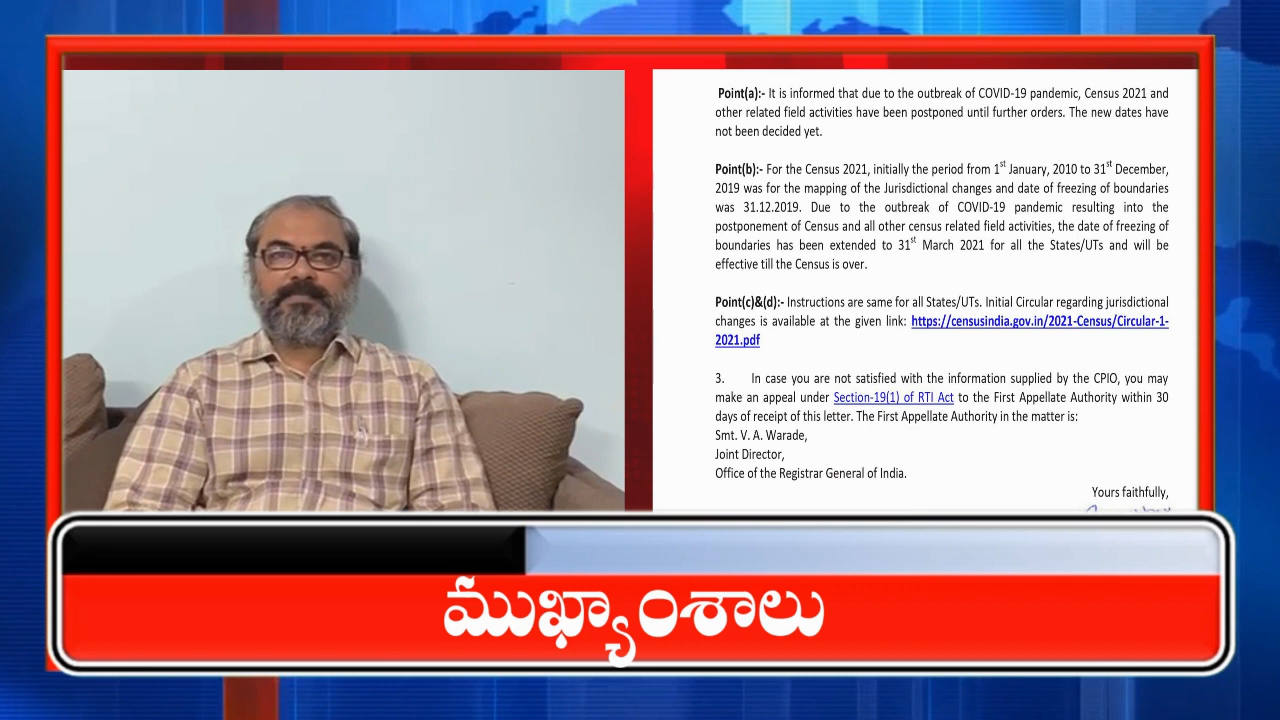 Point(a):- It is informed that due to the outbreak of COVID-19 pandemic, Census 2021 and
other related field activities have been postponed until further orders. The new dates have
not been decided yet.
Point(b):- For the Census 2021, initially the period from 1st January, 2010 to 31st December,
2019 was for the mapping of the Jurisdictional changes and date of freezing of boundaries
was 31.12.2019. Due to the outbreak of COVID-19 pandemic resulting into the
postponement of Census and all other census related field activities, the date of freezing of
boundaries has been extended to 31st March 2021 for all the States/UTs and will be
effective till the Census is over.
Point(c)&(d):- Instructions are same for all States/UTs. Initial Circular regarding jurisdictional
changes is available at the given link: https://censusindia.gov.in/2021-Census/Circular-1-
2021.pdf
3. In case you are not satisfied with the information supplied by the CPIO, you may
make an appeal under Section-19(1) of RTI Act to the First Appellate Authority within 30
days of receipt of this letter. The First Appellate Authority in the matter is:
Smt. V. A. Warade,
Joint Director,
Office of the Registrar General of India.
Yours faithfully,
ముఖ్యాంశాలు